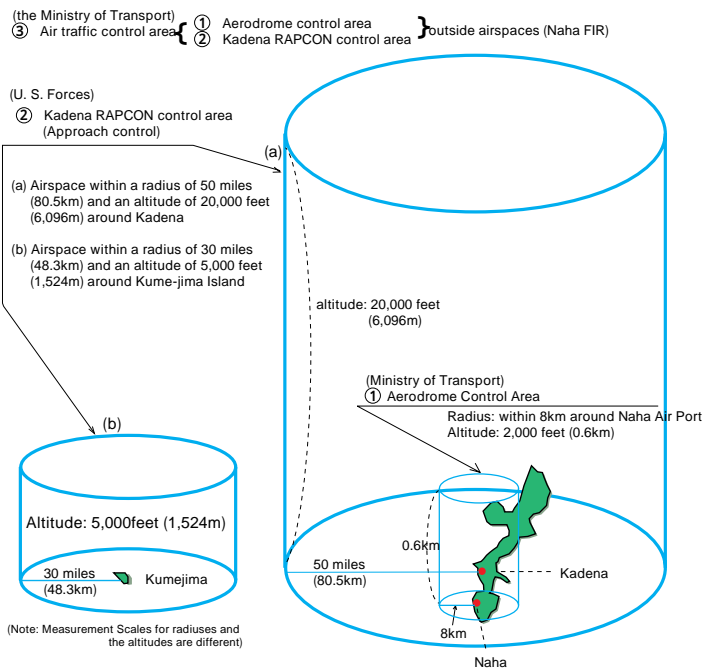 (the Ministry of Transport)
③ Air traffic control area
① Aerodrome control area
② Kadena RAPCON control area
outside airspaces (Naha FIR)
(U. S. Forces)
② Kadena RAPCON control area
(Approach control)
(a)
(a) Airspace within a radius of 50 miles
(80.5km) and an altitude of 20,000 feet
(6,096m) around Kadena
(b) Airspace within a radius of 30 miles
(48.3km) and an altitude of 5,000 feet
(1,524m) around Kume-jima Island
altitude: 20,000 feet
(6,096m)
(Ministry of Transport)
① Aerodrome Control Area
Radius: within 8km around Naha Air Port
Altitude: 2,000 feet (0.6km)
(b)
Altitude: 5,000feet (1,524m)
30 miles
(48.3km)
Kumejima
0.6km
50 miles
(80.5km)
Kadena
8km
Naha
(Note: Measurement Scales for radiuses and
the altitudes are different)